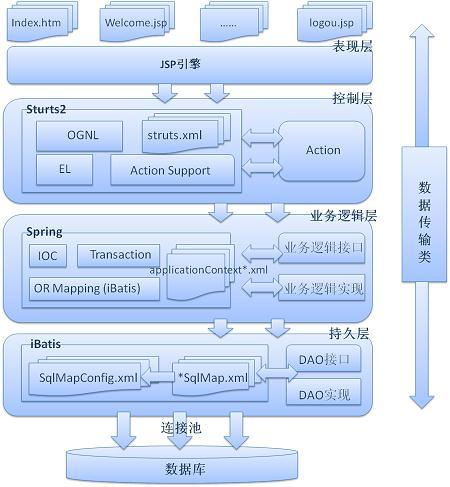 Index.htm
Welcome.jsp
......
logou.jsp
表现层
JSP引擎
控制层
Sturts2
OGNL
struts.xml
Action
EL
Action Support
业务逻辑层
Spring
IOC
Transaction
applicationContext*.xml
业务逻辑接口
OR Mapping (iBatis)
业务逻辑实现
持久层
iBatis
SqlMapConfig.xml
*SqlMap.xml
DAO接口
DAO实现
连接池
数据库
数据传输类